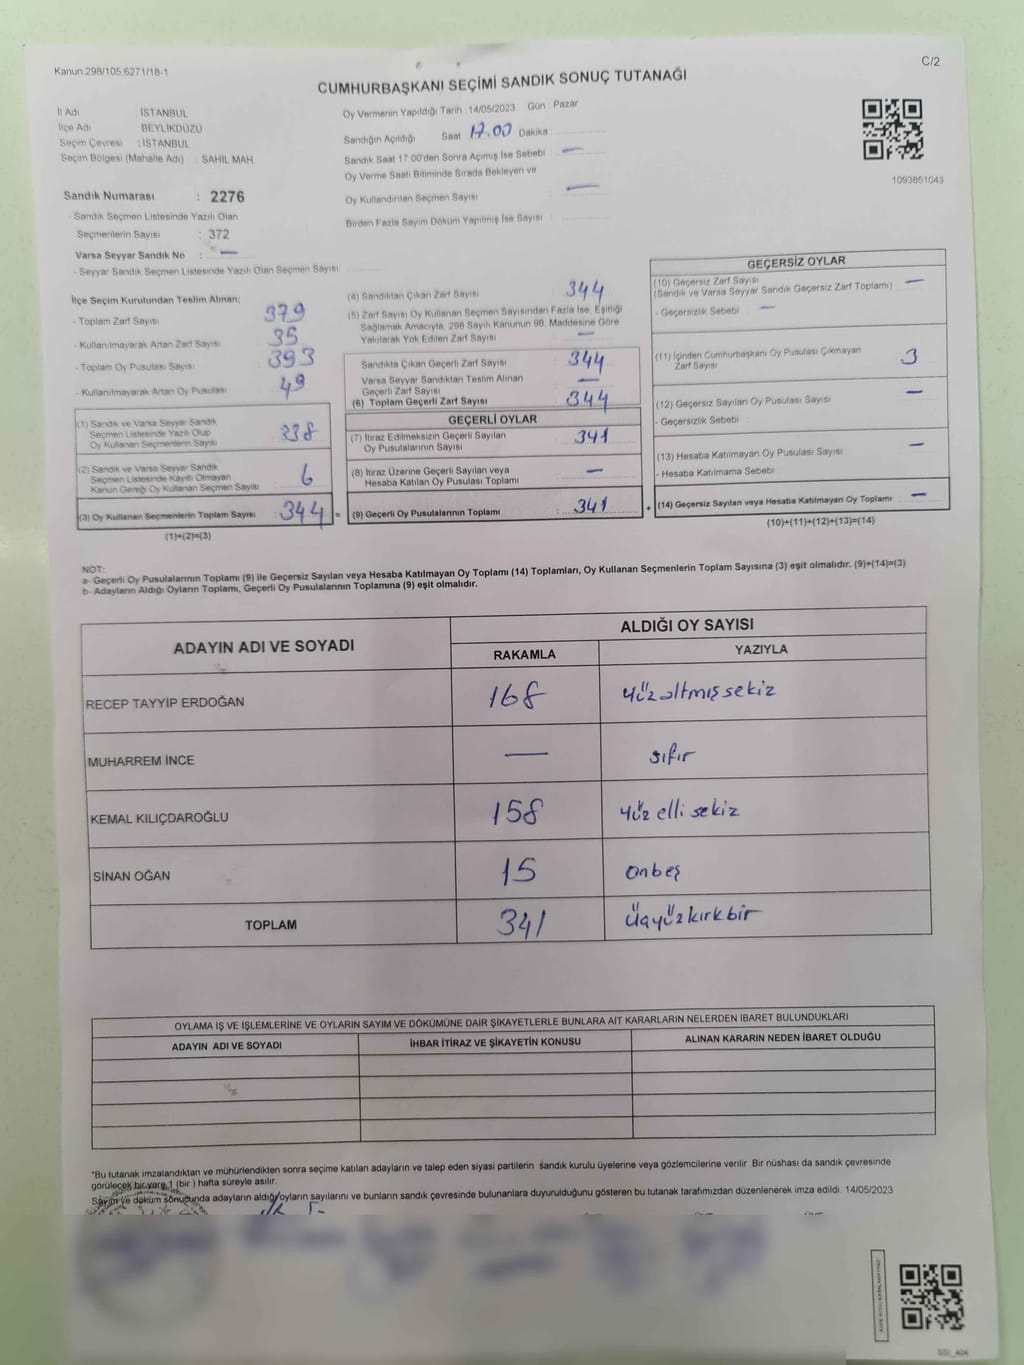 Kanun:298/105,6271/18-1
C/2
CUMHURBAŞKANI SEÇİMİ SANDIK SONUÇ TUTANAĞI
İl Adı İSTANBUL
İlçe Adı BEYLİKDÜZÜ
Seçim Çevresi : İSTANBUL
Seçim Bölgesi (Mahalle Adı) SAHİL MAH.
Oy Vermenin Yapıldığı Tarih : 14/05/2023 Gün : Pazar
Sandığın Açıldığı Saat 17.00 Dakika :
Sandık Saat 17:00'den Sonra Açımış İse Sebebi : —
Oy Verme Saati Bitiminde Sırada Bekleyen ve
Oy Kullandırılan Seçmen Sayısı —
Birden Fazla Sayım Döküm Yapılmış İse Sayısı :
1093851043
Sandık Numarası : 2276
- Sandık Seçmen Listesinde Yazılı Olan
Seçmenlerin Sayısı : 372
Varsa Seyyar Sandık No : —
- Seyyar Sandık Seçmen Listesinde Yazılı Olan Seçmen Sayısı
İlçe Seçim Kurulundan Teslim Alınan;
- Toplam Zarf Sayısı 379
- Kullanılmayarak Artan Zarf Sayısı 35
- Toplam Oy Pusulası Sayısı 393
- Kullanılmayarak Artan Oy Pusulası 49
(1) Sandık ve Varsa Seyyar Sandık
Seçmen Listesinde Yazılı Olup
Oy Kullanan Seçmenlerin Sayısı 338
(2) Sandık ve Varsa Seyyar Sandık
Seçmen Listesinde Kayıtlı Olmayan
Kanun Gereği Oy Kullanan Seçmen Sayısı 6
(3) Oy Kullanan Seçmenlerin Toplam Sayısı 344 =
(1)+(2)=(3)
(4) Sandıktan Çıkan Zarf Sayısı 344
(5) Zarf Sayısı Oy Kullanan Seçmen Sayısından Fazla İse, Eşitliği
Sağlamak Amacıyla, 298 Sayılı Kanunun 98. Maddesine Göre
Yakılarak Yok Edilen Zarf Sayısı —
Sandıkta Çıkan Geçerli Zarf Sayısı 344
Varsa Seyyar Sandıktan Teslim Alınan
Geçerli Zarf Sayısı —
(6) Toplam Geçerli Zarf Sayısı 344
GEÇERLİ OYLAR
(7) İtiraz Edilmeksizin Geçerli Sayılan
Oy Pusulalarının Sayısı 341
(8) İtiraz Üzerine Geçerli Sayılan veya
Hesaba Katılan Oy Pusulası Toplamı —
(9) Geçerli Oy Pusulalarının Toplamı 341 +
GEÇERSİZ OYLAR
(10) Geçersiz Zarf Sayısı
(Sandık ve Varsa Seyyar Sandık Geçersiz Zarf Toplamı) —
- Geçersizlik Sebebi : —
(11) İçinden Cumhurbaşkanı Oy Pusulası Çıkmayan
Zarf Sayısı 3
(12) Geçersiz Sayılan Oy Pusulası Sayısı —
- Geçersizlik Sebebi :
(13) Hesaba Katılmayan Oy Pusulası Sayısı —
- Hesaba Katılmama Sebebi :
(14) Geçersiz Sayılan veya Hesaba Katılmayan Oy Toplamı —
(10)+(11)+(12)+(13)=(14)
NOT:
a- Geçerli Oy Pusulalarının Toplamı (9) ile Geçersiz Sayılan veya Hesaba Katılmayan Oy Toplamı (14) Toplamları, Oy Kullanan Seçmenlerin Toplam Sayısına (3) eşit olmalıdır. (9)+(14)=(3)
b- Adayların Aldığı Oyların Toplamı, Geçerli Oy Pusulalarının Toplamına (9) eşit olmalıdır.
ADAYIN ADI VE SOYADI
ALDIĞI OY SAYISI
RAKAMLA YAZIYLA
RECEP TAYYİP ERDOĞAN 168 yüzaltmışsekiz
MUHARREM İNCE — sıfır
KEMAL KILIÇDAROĞLU 158 yüz elli sekiz
SİNAN OĞAN 15 onbeş
TOPLAM 341 üçyüzkırkbir
OYLAMA İŞ VE İŞLEMLERİNE VE OYLARIN SAYIM VE DÖKÜMÜNE DAİR ŞİKAYETLERLE BUNLARA AİT KARARLARIN NELERDEN İBARET BULUNDUKLARI
ADAYIN ADI VE SOYADI İHBAR İTİRAZ VE ŞİKAYETİN KONUSU ALINAN KARARIN NEDEN İBARET OLDUĞU
*Bu tutanak imzalandıktan ve mühürlendikten sonra seçime katılan adayların ve talep eden siyasi partilerin sandık kurulu üyelerine veya gözlemcilerine verilir. Bir nüshası da sandık çevresinde
görülecek bir yere 1 (bir ) hafta süreyle asılır.
Sayım ve döküm sonucunda adayların aldığı oyların sayılarını ve bunların sandık çevresinde bulunanlara duyurulduğunu gösteren bu tutanak tarafımızdan düzenlenerek imza edildi. 14/05/2023